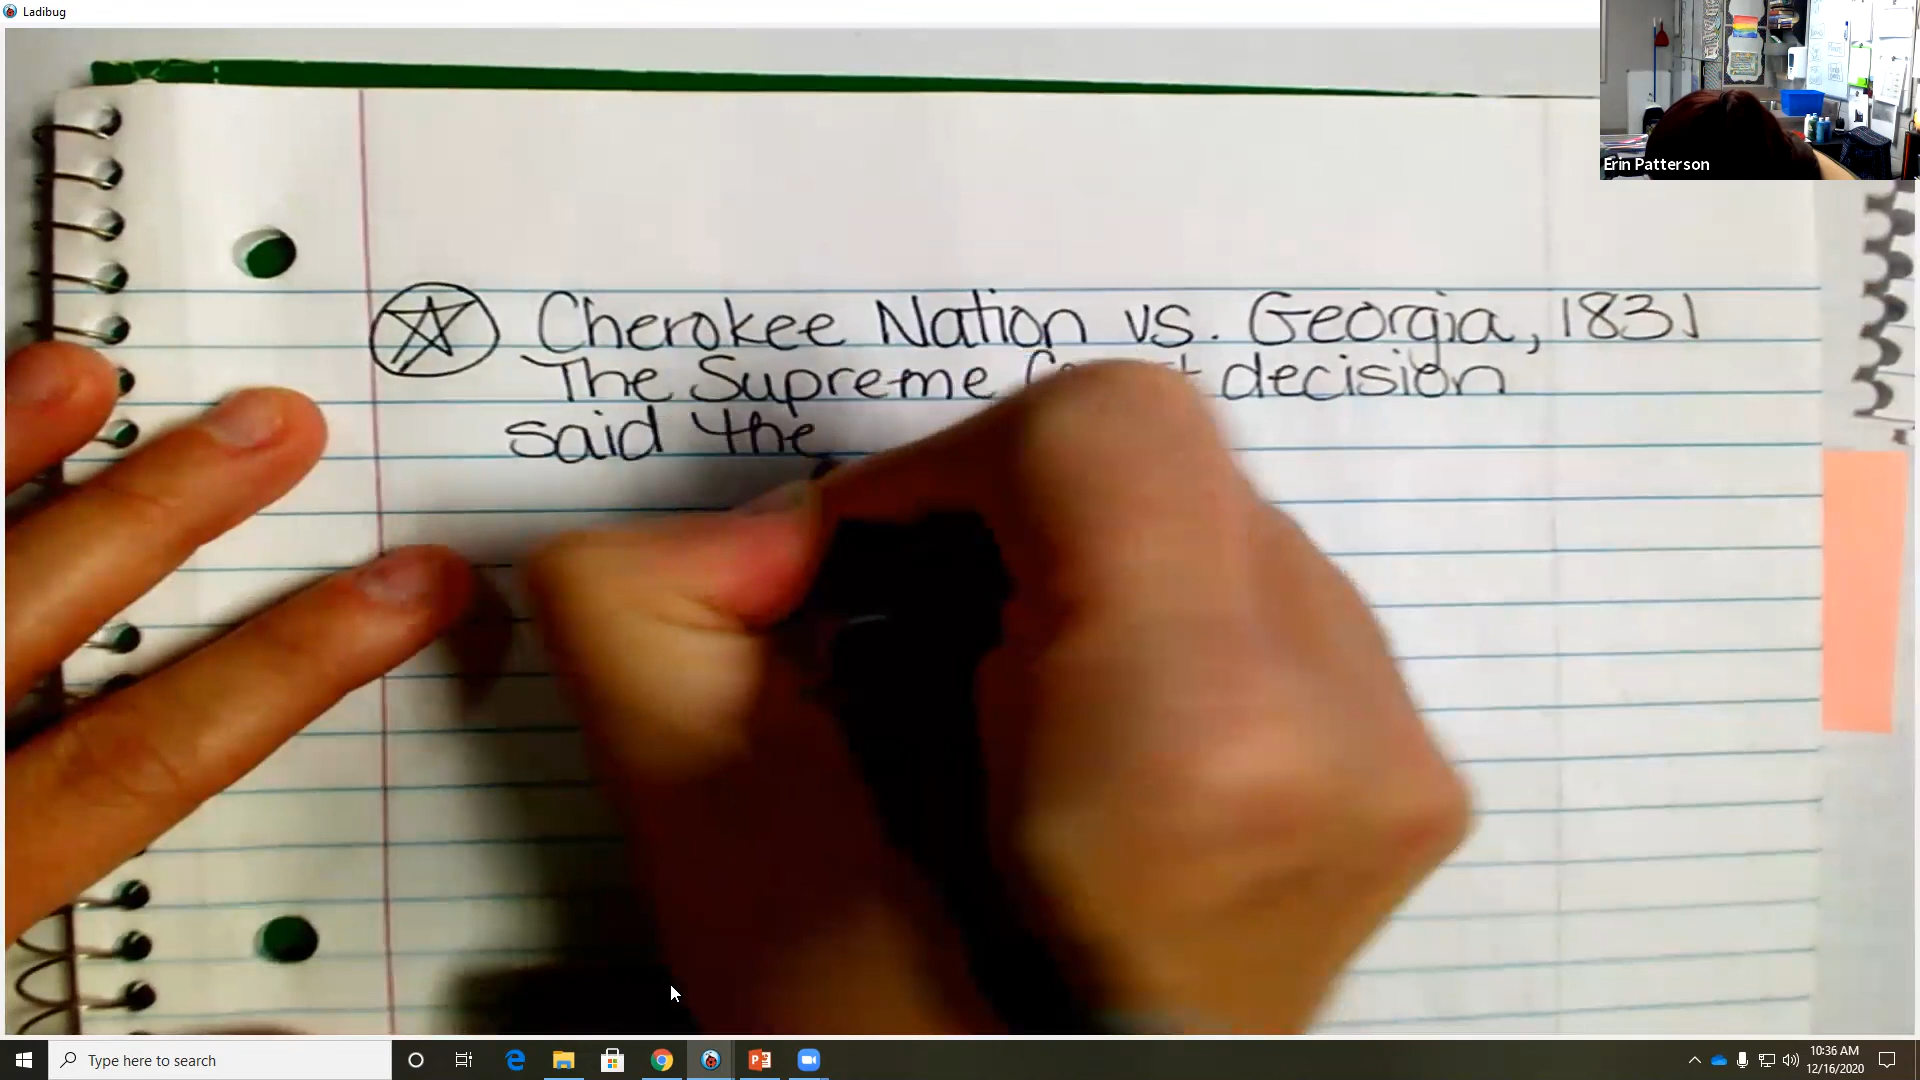 Ladibug
Erin Patterson
Cherokee Nation vs. Georgia, 1831
The Supreme decision
said the
Type here to search
10:36 AM
12/16/2020